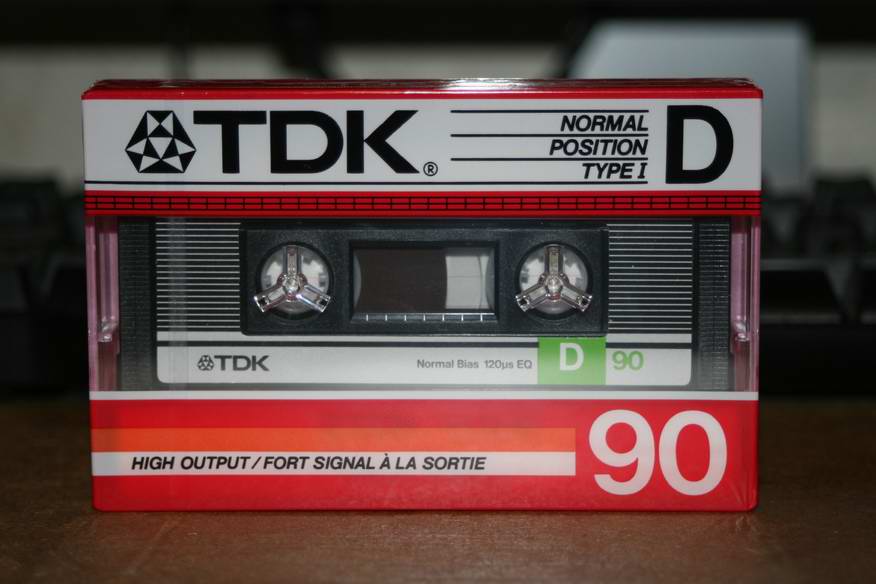 TDK®
NORMAL
POSITION
TYPE I
D
TDK
Normal Bias 120µs EQ
D
90
HIGH OUTPUT/FORT SIGNAL À LA SORTIE
90